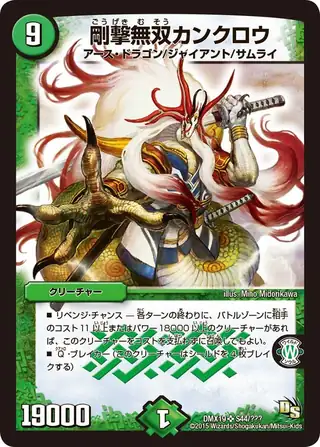 9
ごうげきむそう
剛撃無双カンクロウ
アース・ドラゴン/ジャイアント/サムライ
illus. Mino Midorikawa
クリーチャー
■ リベンジ・チャンス ― 各ターンの終わりに、バトルゾーンに相手
のコスト11以上またはパワー18000以上のクリーチャーがあれ
ば、このクリーチャーをコストを支払わずに召喚してもよい。
■ Q・ブレイカー(このクリーチャーはシールドを4枚ブレ
イクする)
W
19000
1
DS
DMX19 S44/???
©2015 Wizards/Shogakukan/Mitsui-Kids